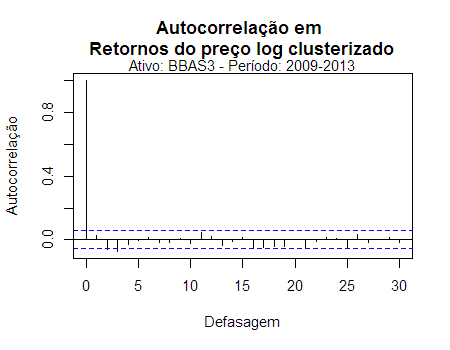 Autocorrelação em
Retornos do preço log clusterizado
Ativo: BBAS3 - Período: 2009-2013
Autocorrelação
0.8
0.4
0.0
0 5 10 15 20 25 30
Defasagem